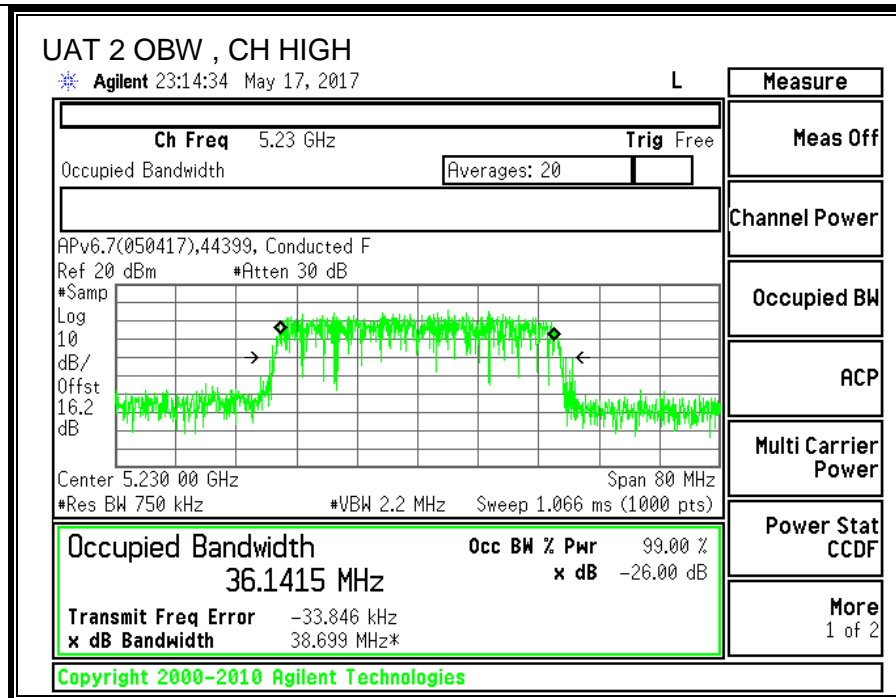 UAT 2 OBW , CH HIGH
Agilent 23:14:34 May 17, 2017 L
Measure
Ch Freq 5.23 GHz Trig Free
Occupied Bandwidth Averages: 20
APv6.7(050417),44399, Conducted F
Ref 20 dBm #Atten 30 dB
#Samp
Log
10
dB/
Offst
16.2
dB
Center 5.230 00 GHz Span 80 MHz
#Res BW 750 kHz #VBW 2.2 MHz Sweep 1.066 ms (1000 pts)
Occupied Bandwidth Occ BW % Pwr 99.00 %
36.1415 MHz x dB -26.00 dB
Transmit Freq Error -33.846 kHz
x dB Bandwidth 38.699 MHz*
Meas Off
Channel Power
Occupied BW
ACP
Multi Carrier
Power
Power Stat
CCDF
More
1 of 2
Copyright 2000-2010 Agilent Technologies